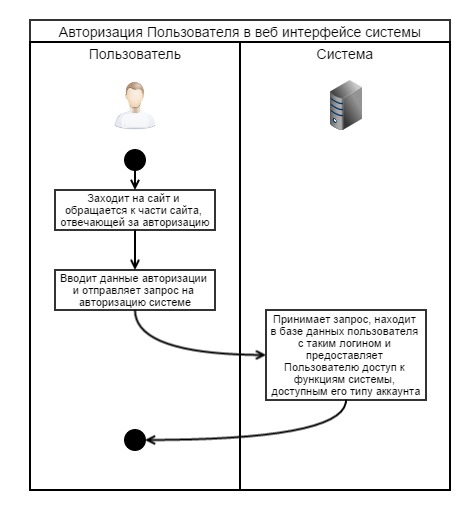 Авторизация Пользователя в веб интерфейсе системы
Пользователь
Система
Заходит на сайт и
обращается к части сайта,
отвечающей за авторизацию
Вводит данные авторизации
и отправляет запрос на
авторизацию системе
Принимает запрос, находит
в базе данных пользователя
с таким логином и
предоставляет
Пользователю доступ к
функциям системы,
доступным его типу аккаунта